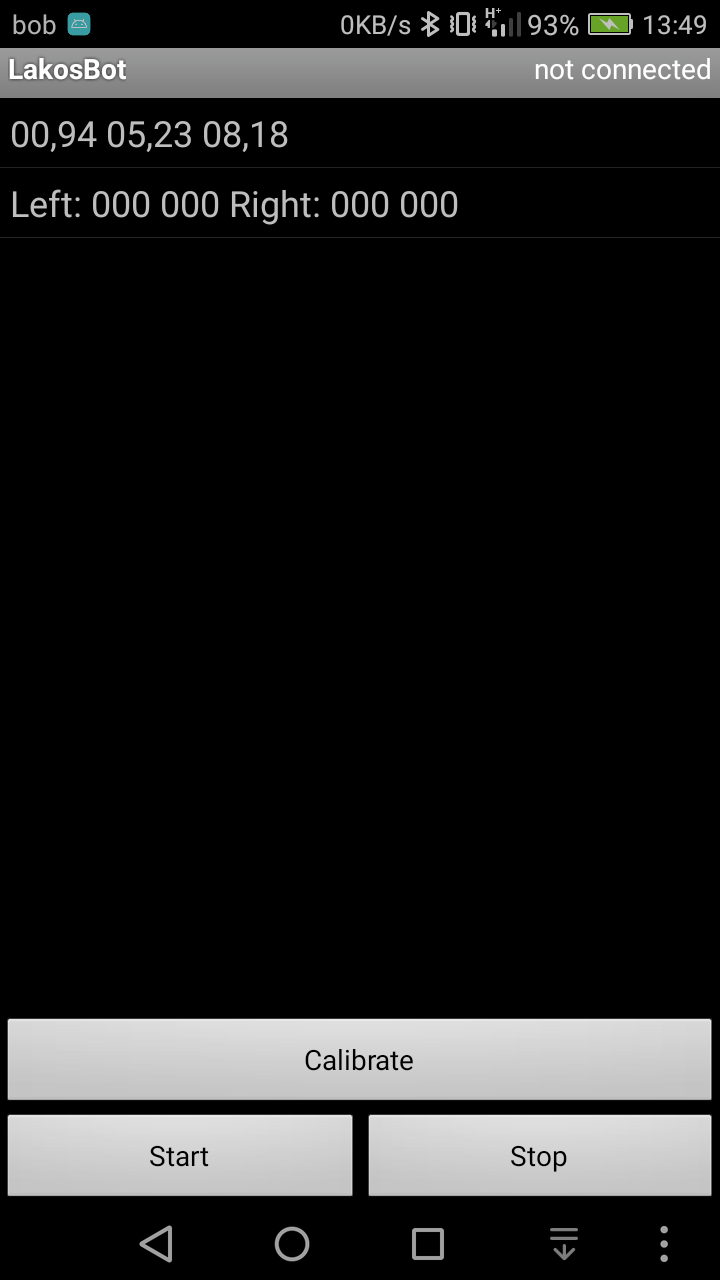 bob 0KB/s H+ 4 93% 13:49
LakosBot not connected
00,94 05,23 08,18
Left: 000 000 Right: 000 000
Calibrate
Start Stop